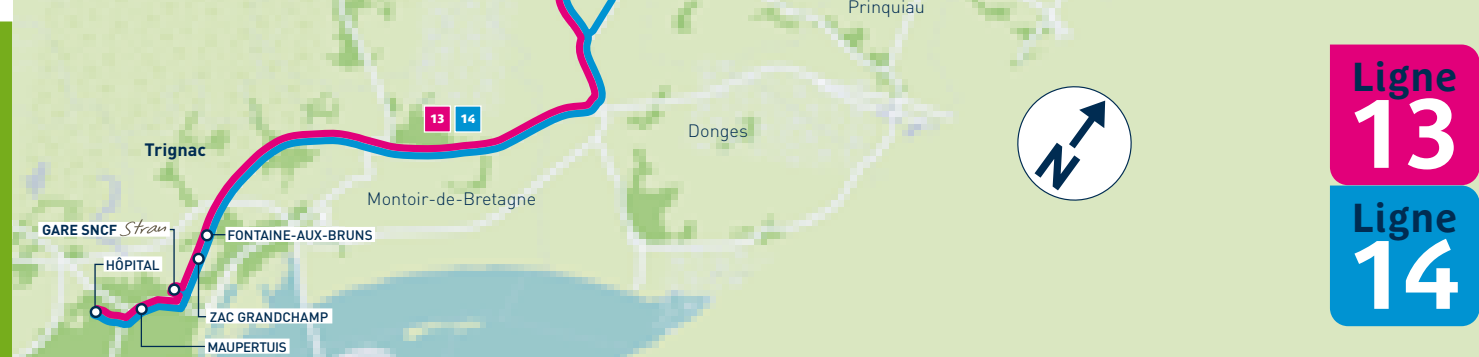 Prinquiau
Ligne
13
13 14
Donges
Trignac
N
Montoir-de-Bretagne
Ligne
14
GARE SNCF Stran
FONTAINE-AUX-BRUNS
HÔPITAL
ZAC GRANDCHAMP
MAUPERTUIS